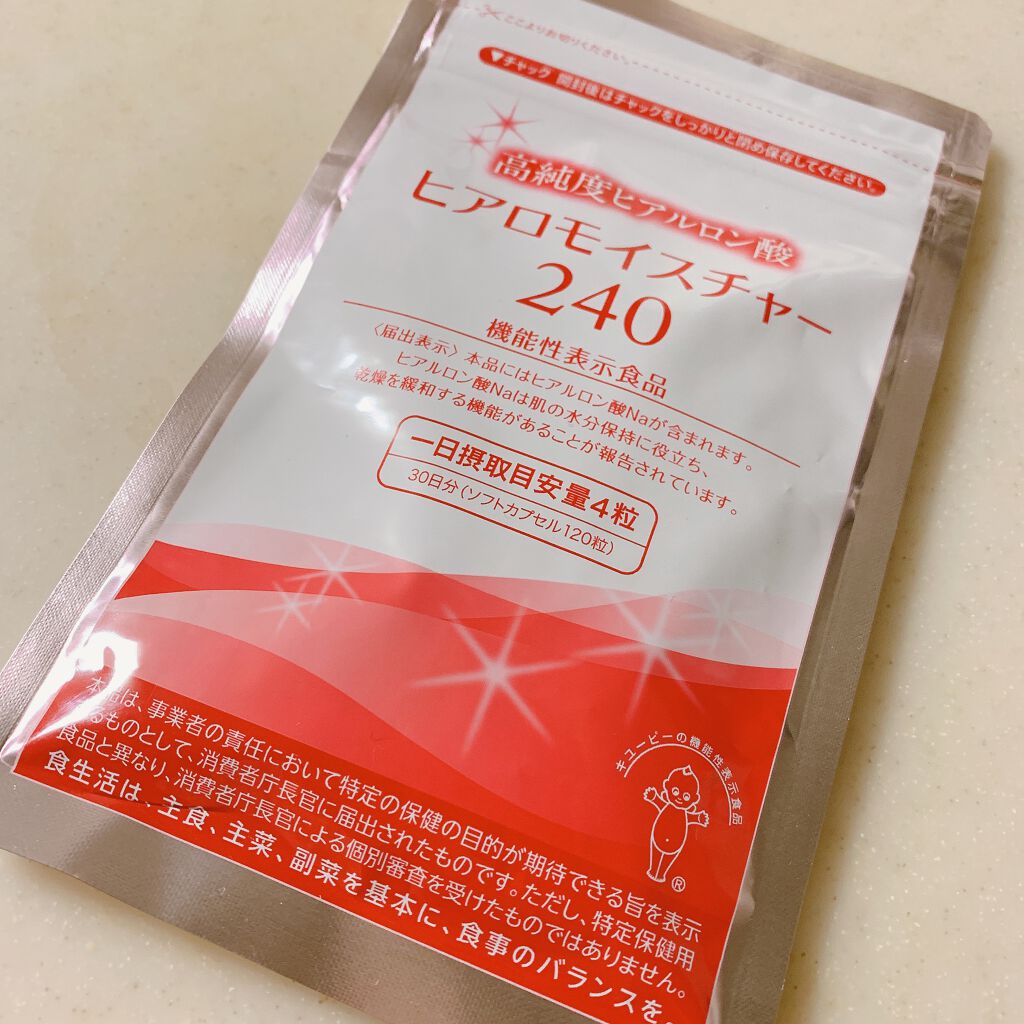 ここよりお切りください
▼チャック 開封後はチャックをしっかりと閉め保存してください。
高純度ヒアルロン酸
ヒアロモイスチャー
240
機能性表示食品
〈届出表示〉本品にはヒアルロン酸Naが含まれます。
ヒアルロン酸Naは肌の水分保持に役立ち、
乾燥を緩和する機能があることが報告されています。
一日摂取目安量4粒
30日分(ソフトカプセル120粒)
キユーピーの機能性表示食品
®
本品は、事業者の責任において特定の保健の目的が期待できる旨を表示
するものとして、消費者庁長官に届出されたものです。ただし、特定保健用
食品と異なり、消費者庁長官による個別審査を受けたものではありません。
食生活は、主食、主菜、副菜を基本に、食事のバランスを。